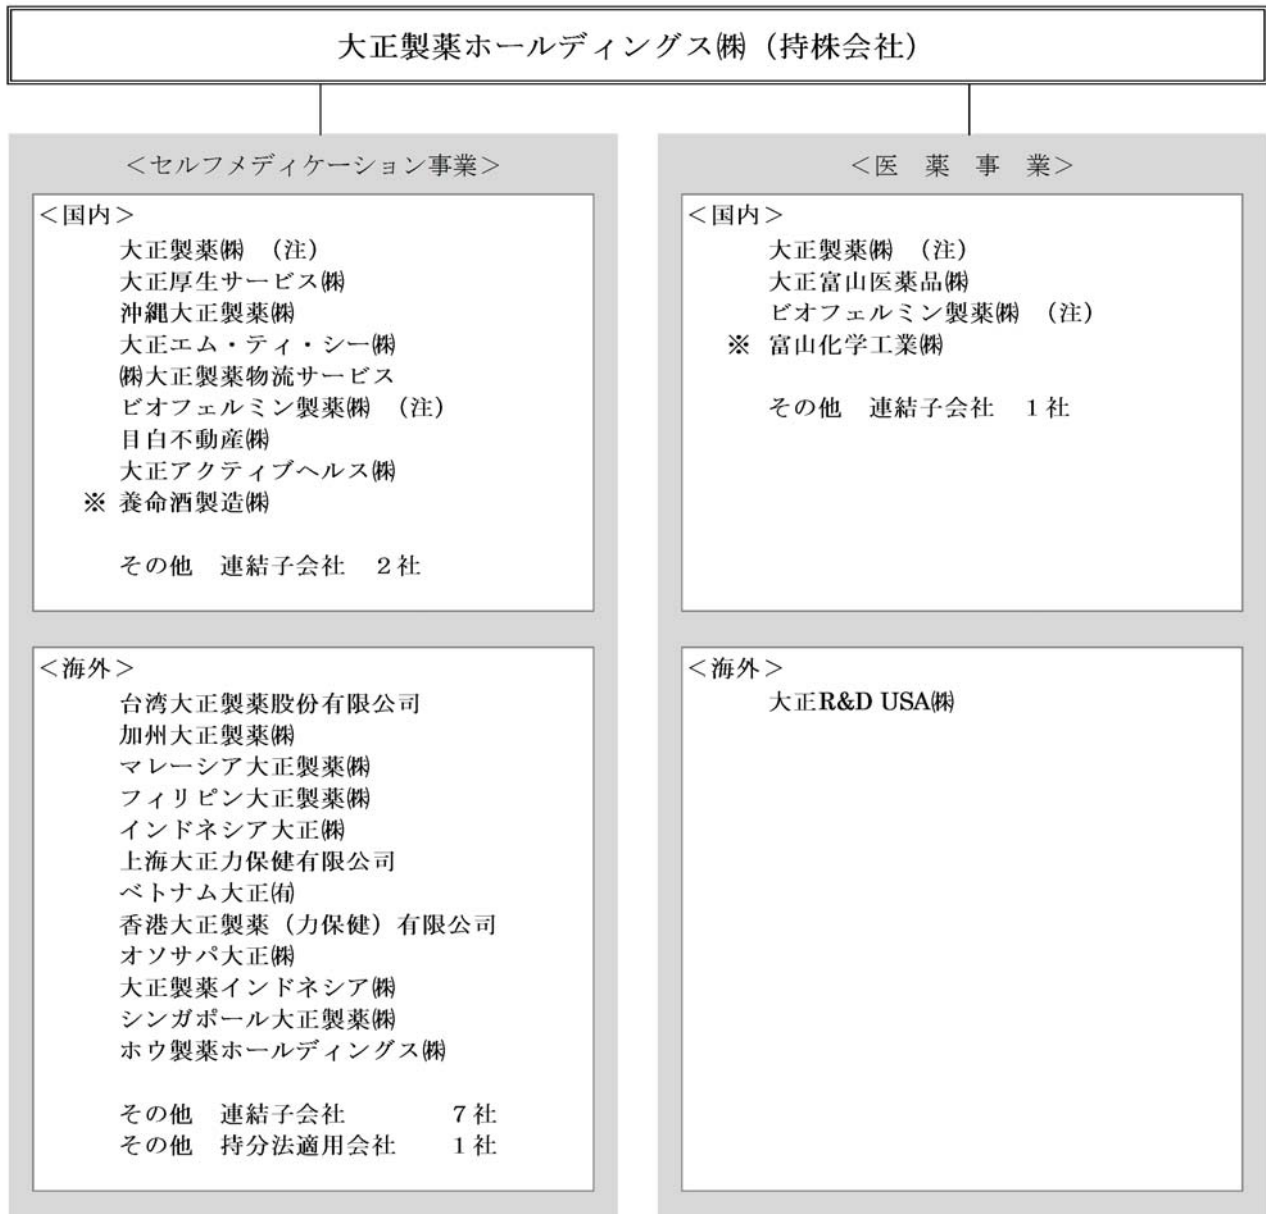 大正製薬ホールディングス㈱（持株会社）
＜セルフメディケーション事業＞
＜国内＞
大正製薬㈱　（注）
大正厚生サービス㈱
沖縄大正製薬㈱
大正エム・ティ・シー㈱
㈱大正製薬物流サービス
ビオフェルミン製薬㈱　（注）
目白不動産㈱
大正アクティブヘルス㈱
※ 養命酒製造㈱
その他　連結子会社　２社
＜海外＞
台湾大正製薬股份有限公司
加州大正製薬㈱
マレーシア大正製薬㈱
フィリピン大正製薬㈱
インドネシア大正㈱
上海大正力保健有限公司
ベトナム大正㈲
香港大正製薬（力保健）有限公司
オソサパ大正㈱
大正製薬インドネシア㈱
シンガポール大正製薬㈱
ホウ製薬ホールディングス㈱
その他　連結子会社　７社
その他　持分法適用会社　１社
＜医　薬　事　業＞
＜国内＞
大正製薬㈱　（注）
大正富山医薬品㈱
ビオフェルミン製薬㈱　（注）
※ 富山化学工業㈱
その他　連結子会社　１社
＜海外＞
大正R&D USA㈱